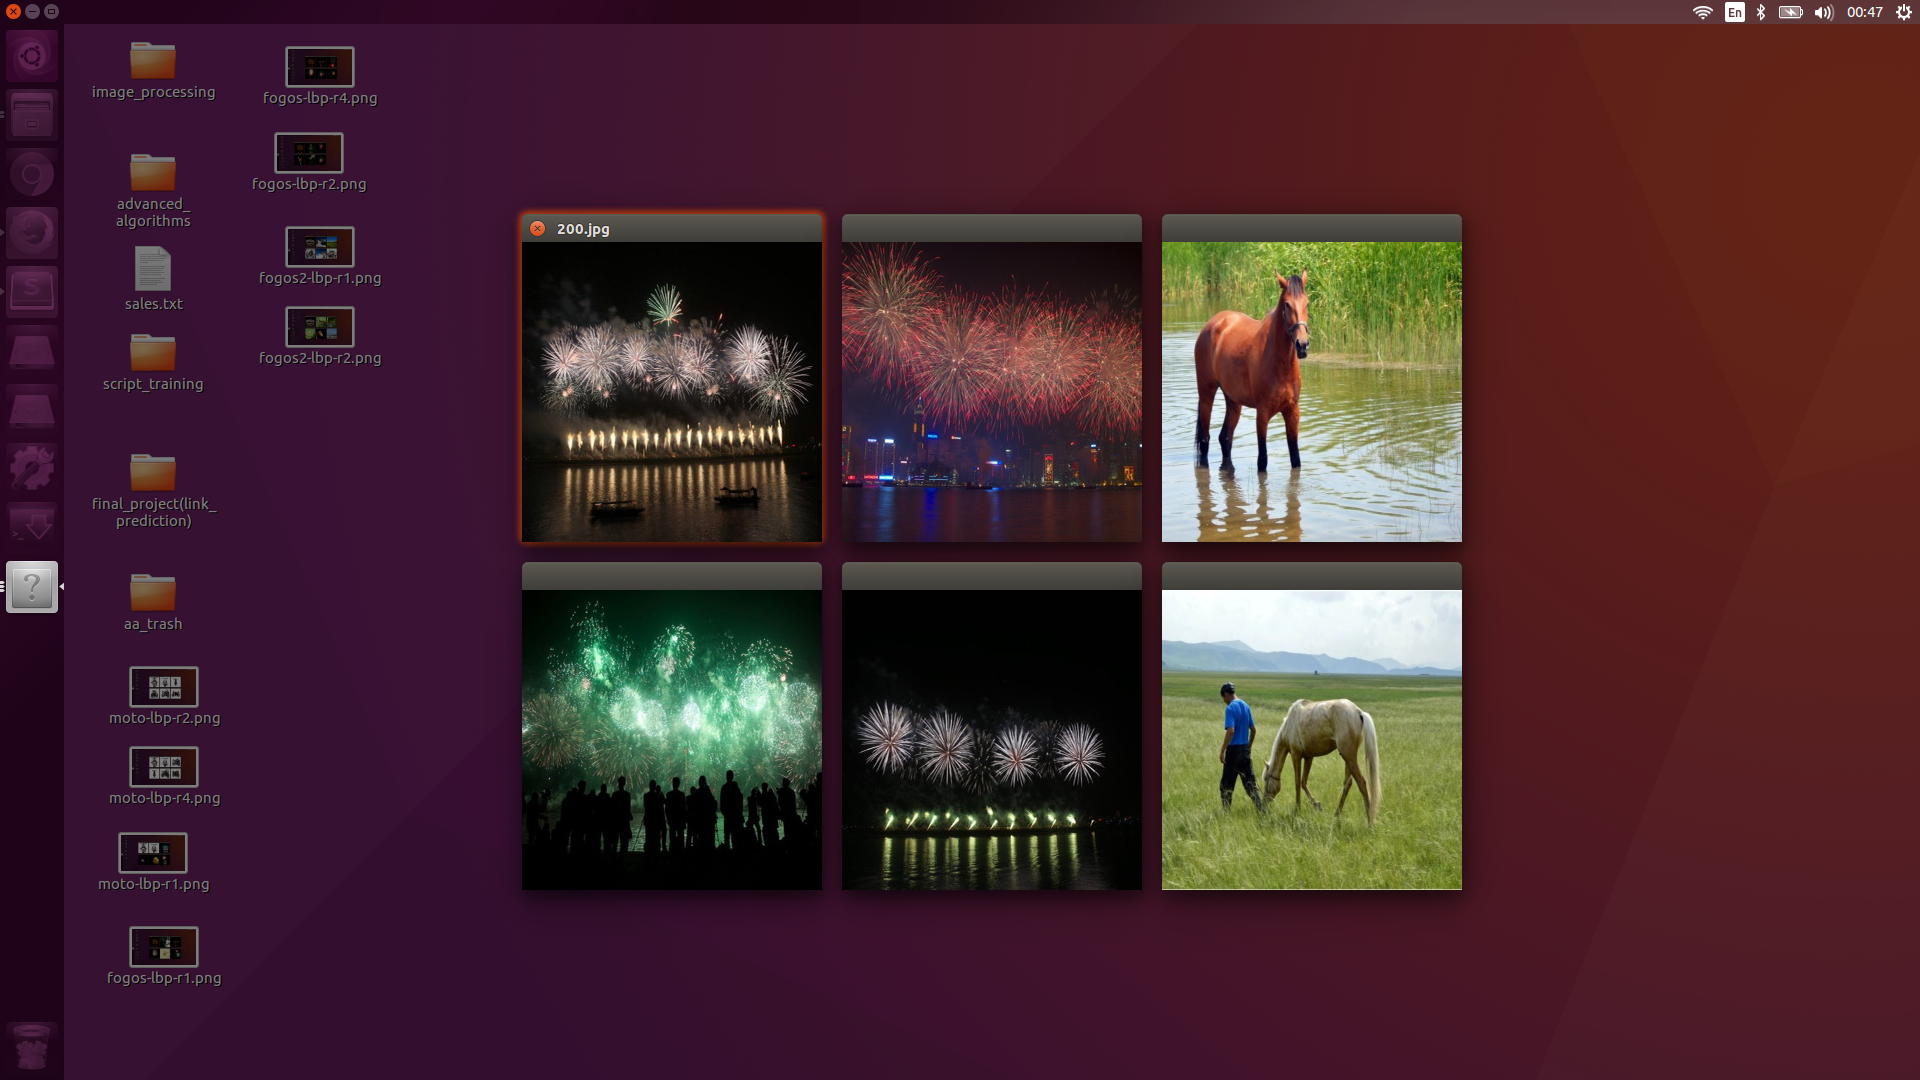 En
00:47
image_processing
fogos-lbp-r4.png
fogos-lbp-r2.png
advanced_
algorithms
fogos2-lbp-r1.png
sales.txt
fogos2-lbp-r2.png
script_training
final_project(link_
prediction)
aa_trash
moto-lbp-r2.png
moto-lbp-r4.png
moto-lbp-r1.png
fogos-lbp-r1.png
200.jpg
S
?